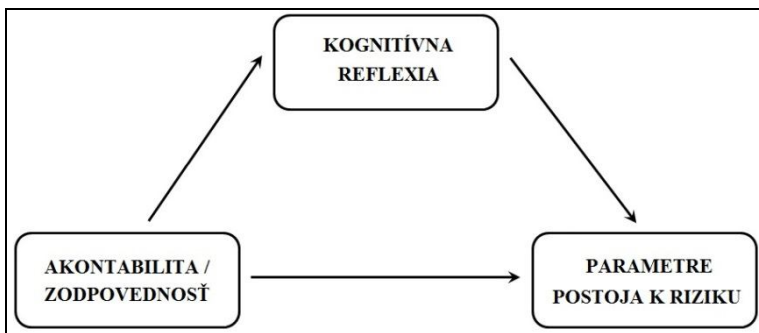 KOGNITÍVNA
REFLEXIA
AKONTABILITA /
ZODPOVEDNOSŤ
PARAMETRE
POSTOJA K RIZIKU